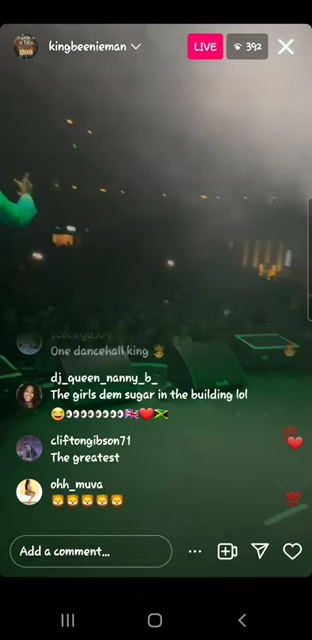 kingbeenieman
LIVE
392
One dancehall king
dj_queen_nanny_b_
The girls dem sugar in the building lol
😂👀👀👀👀👀🇬🇧❤️🇯🇲
cliftongibson71
The greatest
ohh_muva
🦁🦁🦁🦁🦁
Add a comment...